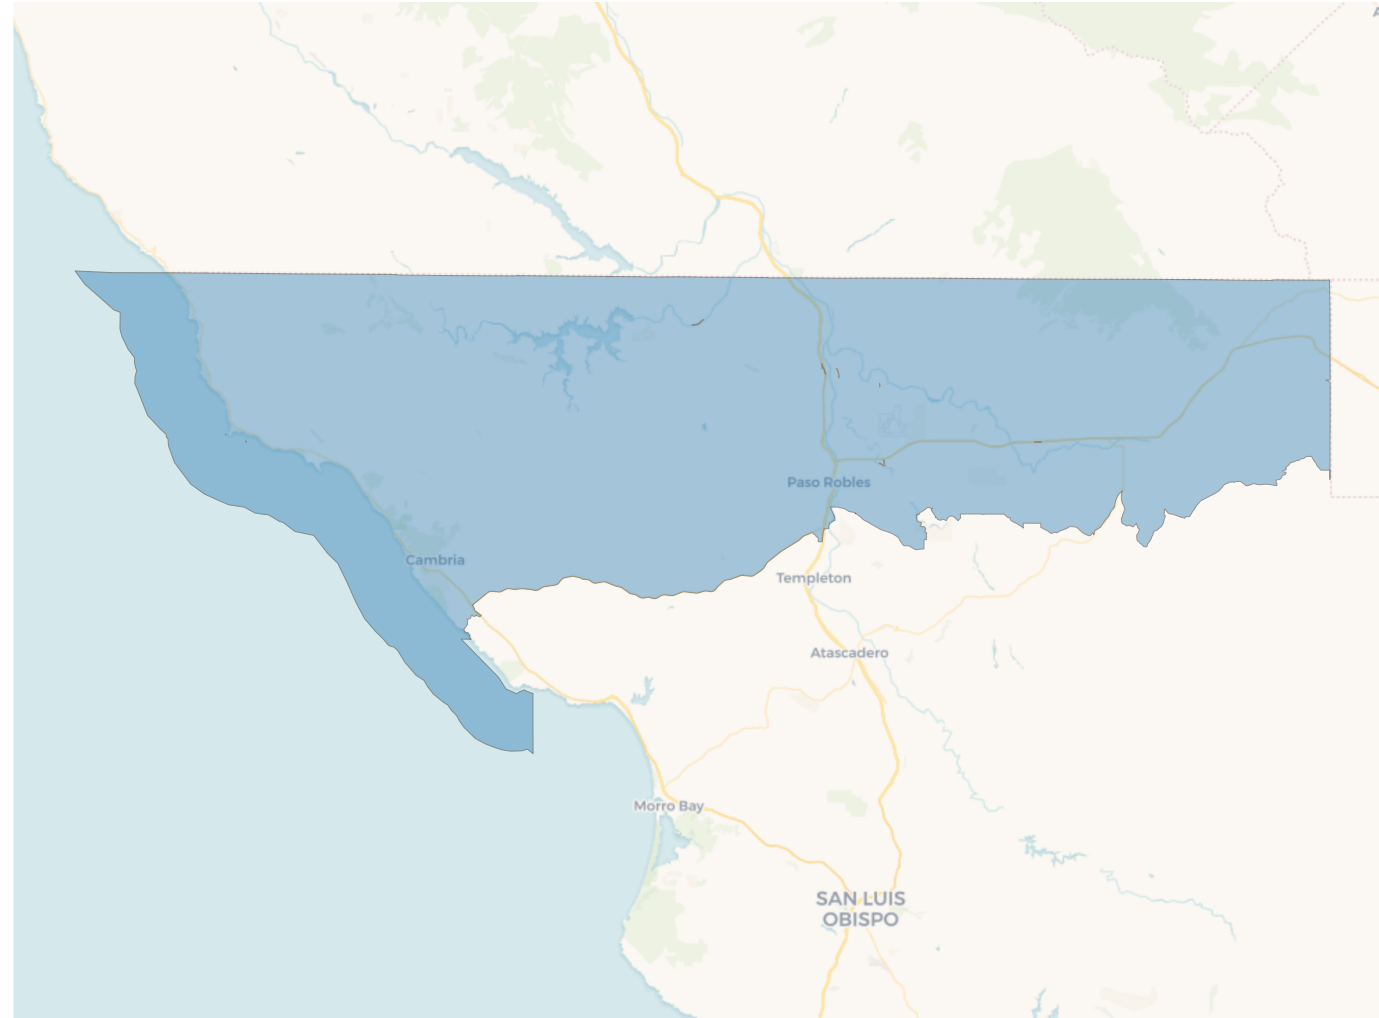 Paso Robles
Cambria
Templeton
Atascadero
Morro Bay
SAN LUIS
OBISPO